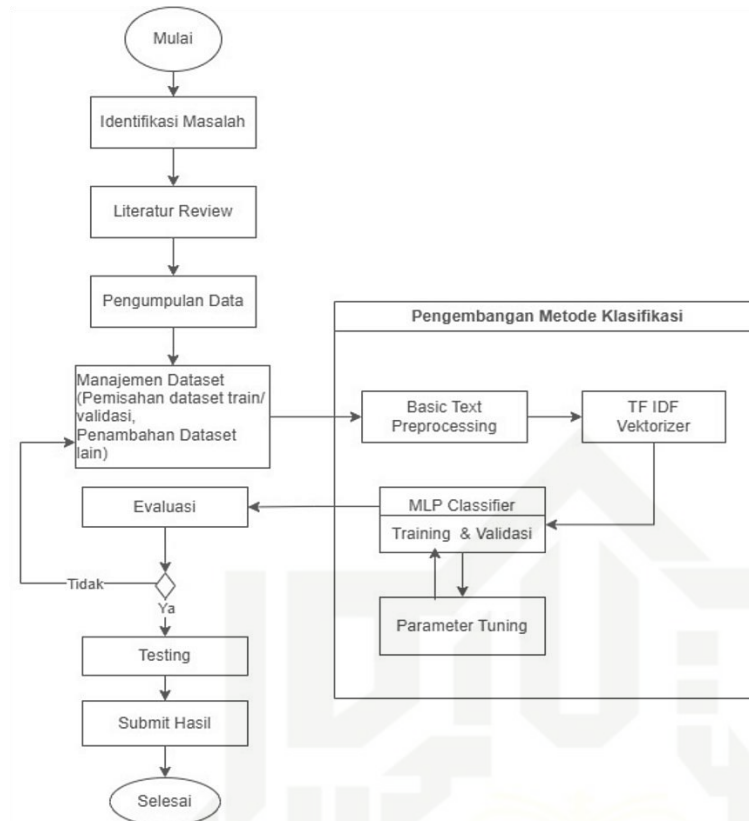 Mulai
Identifikasi Masalah
Literatur Review
Pengumpulan Data
Manajemen Dataset
(Pemisahan dataset train/
validasi,
Penambahan Dataset
lain)
Pengembangan Metode Klasifikasi
Basic Text
Preprocessing
TF IDF
Vektorizer
MLP Classifier
Training & Validasi
Parameter Tuning
Evaluasi
Tidak
Ya
Testing
Submit Hasil
Selesai